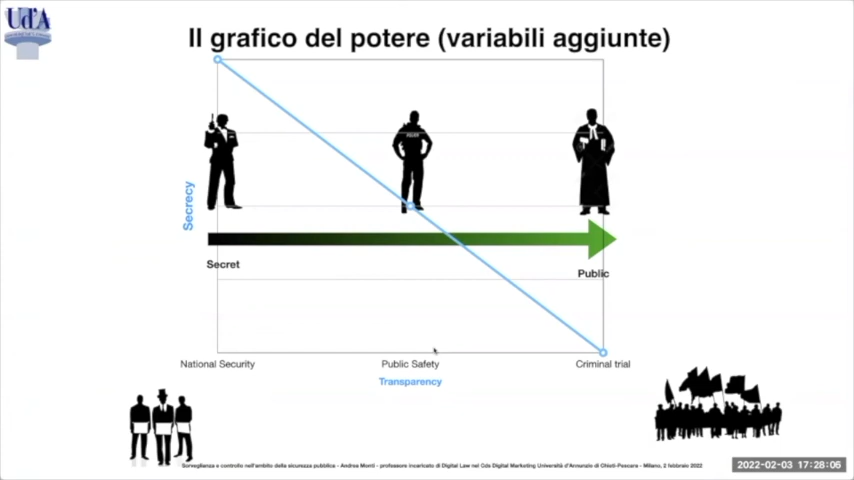 Ud'A
Il grafico del potere (variabili aggiunte)
POLICE
Secrecy
Secret
Public
National Security
Public Safety
Criminal trial
Transparency
Sorveglianza e controllo nell'ambito della sicurezza pubblica - Andrea Monti - professore incaricato di Digital Law nel Cds Digital Marketing Università d'Annunzio di Chieti-Pescara - Milano, 2 febbraio 2022
2022-02-03 17:28:06